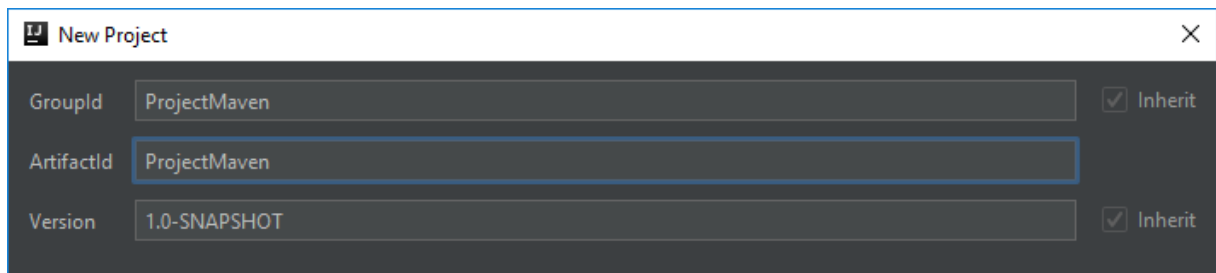 New Project
GroupId ProjectMaven Inherit
ArtifactId ProjectMaven
Version 1.0-SNAPSHOT Inherit